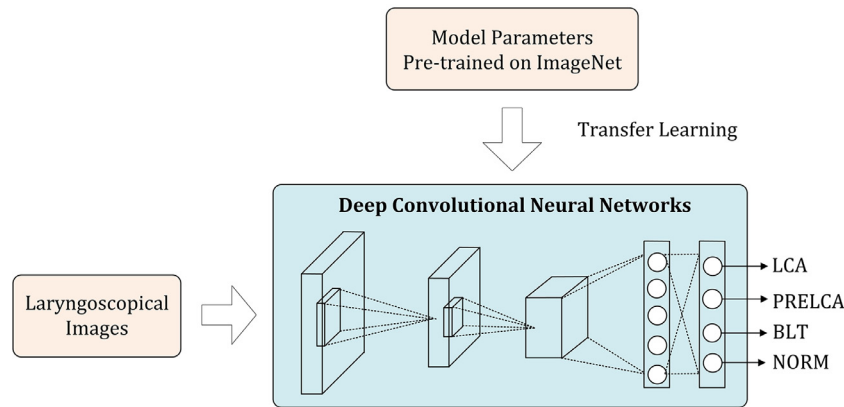 Model Parameters
Pre-trained on ImageNet
Transfer Learning
Deep Convolutional Neural Networks
Laryngoscopical
Images
LCA
PRELCA
BLT
NORM